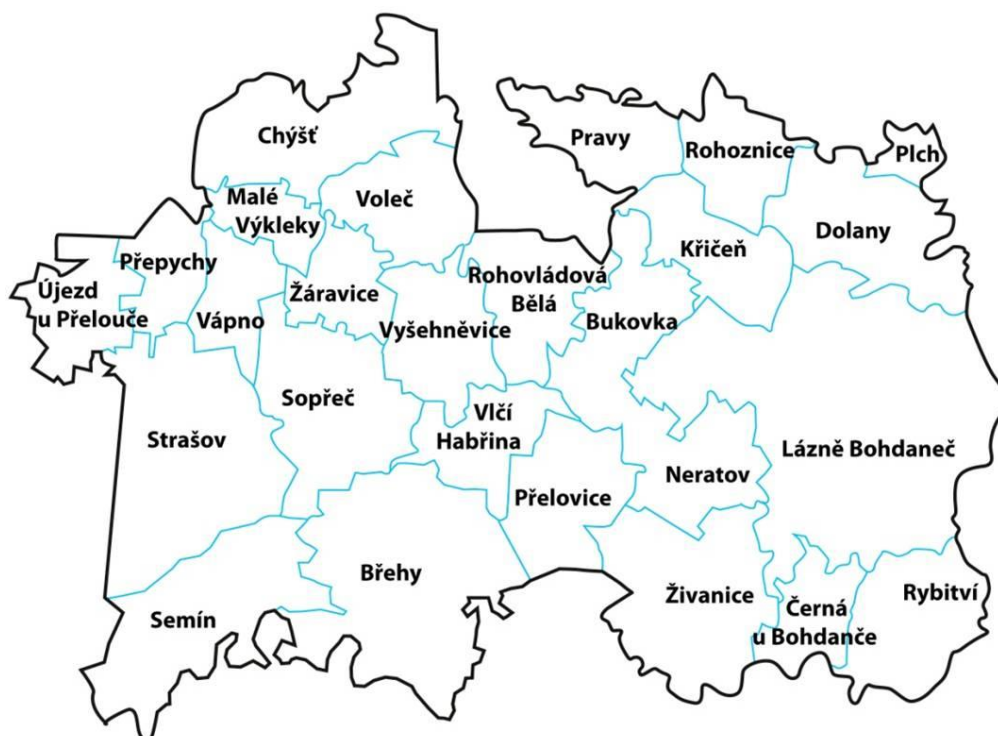 Chýšť
Pravy
Rohoznice
Plch
Malé
Výkleky
Voleč
Dolany
Křičeň
Přepychy
Rohovládová
Bělá
Újezd
u Přelouče
Žáravice
Vápno
Vyšehněvice
Bukovka
Sopřeč
Vlčí
Habřina
Strašov
Lázně Bohdaneč
Neratov
Přelovice
Břehy
Živanice
Rybitví
Semín
Černá
u Bohdanče